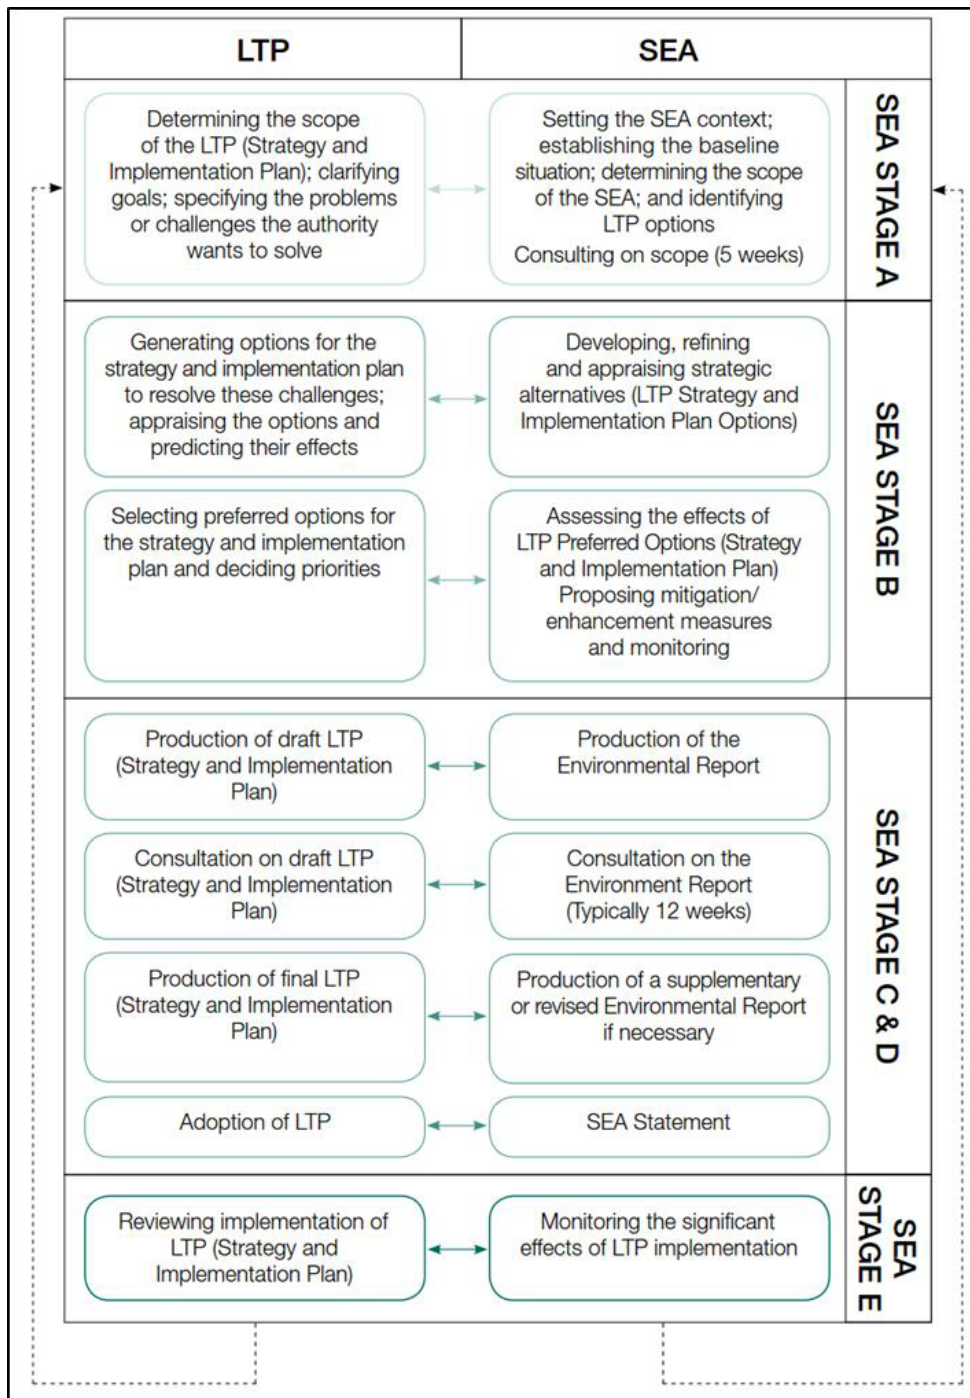 LTP
SEA
Determining the scope
of the LTP (Strategy and
Implementation Plan); clarifying
goals; specifying the problems
or challenges the authority
wants to solve
Setting the SEA context;
establishing the baseline
situation; determining the scope
of the SEA; and identifying
LTP options
Consulting on scope (5 weeks)
SEA STAGE A
Generating options for the
strategy and implementation plan
to resolve these challenges;
appraising the options and
predicting their effects
Developing, refining
and appraising strategic
alternatives (LTP Strategy and
Implementation Plan Options)
Selecting preferred options for
the strategy and implementation
plan and deciding priorities
Assessing the effects of
LTP Preferred Options (Strategy
and Implementation Plan)
Proposing mitigation/
enhancement measures
and monitoring
SEA STAGE B
Production of draft LTP
(Strategy and Implementation
Plan)
Production of the
Environmental Report
Consultation on draft LTP
(Strategy and Implementation
Plan)
Consultation on the
Environment Report
(Typically 12 weeks)
Production of final LTP
(Strategy and Implementation
Plan)
Production of a supplementary
or revised Environmental Report
if necessary
Adoption of LTP
SEA Statement
SEA STAGE C & D
Reviewing implementation of
LTP (Strategy and
Implementation Plan)
Monitoring the significant
effects of LTP implementation
SEA
STAGE E